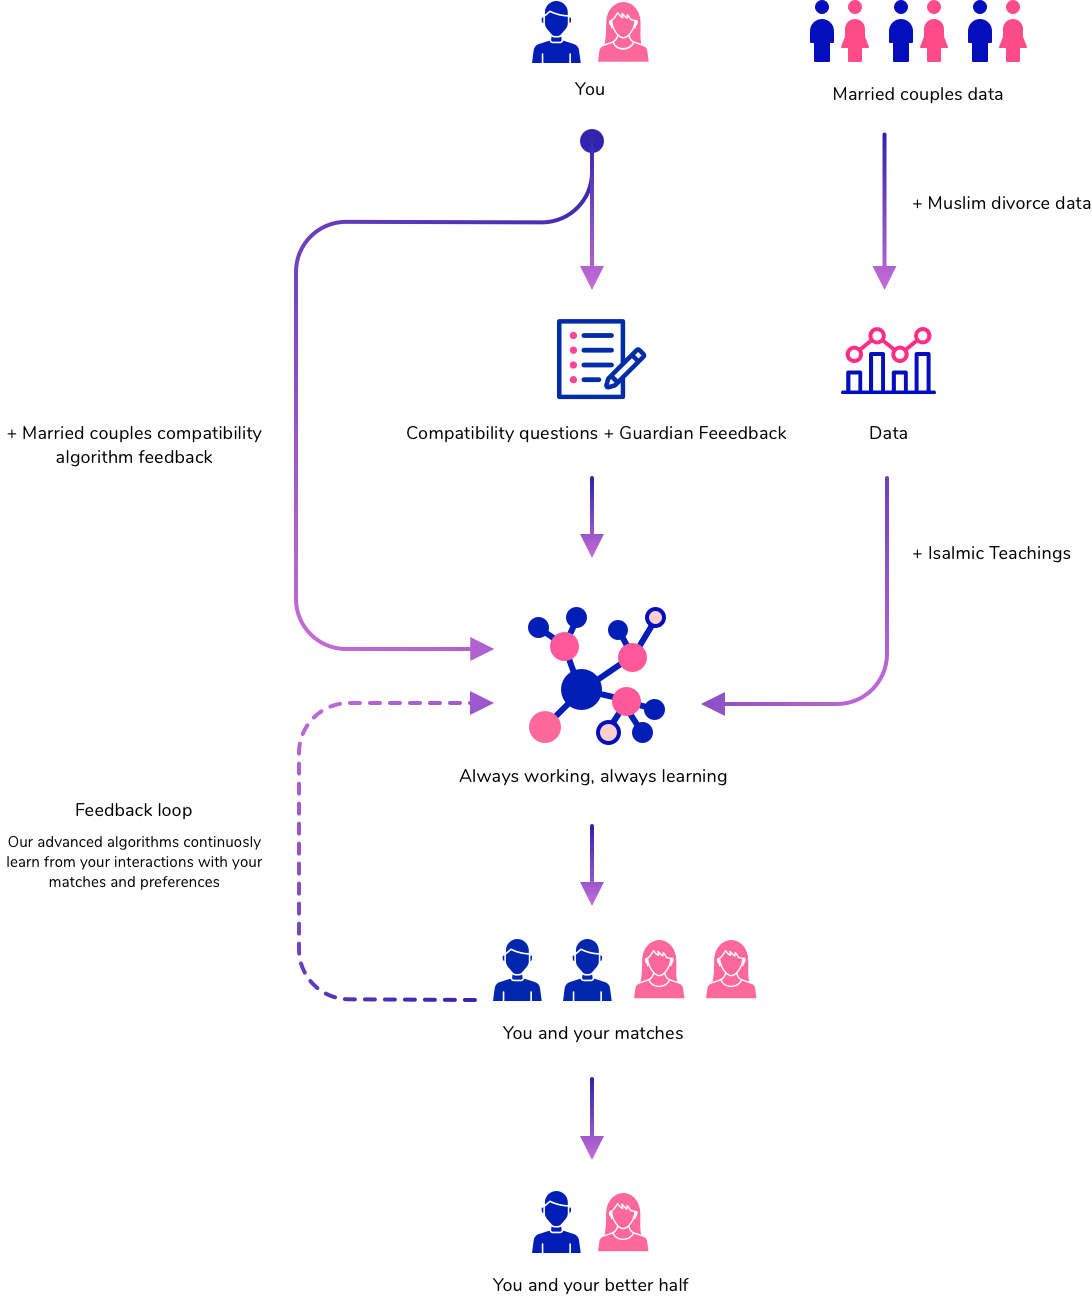 You
Married couples data
+ Muslim divorce data
+ Married couples compatibility
algorithm feedback
Compatibility questions + Guardian Feeedback
Data
+ Isalmic Teachings
Always working, always learning
Feedback loop
Our advanced algorithms continuosly
learn from your interactions with your
matches and preferences
You and your matches
You and your better half